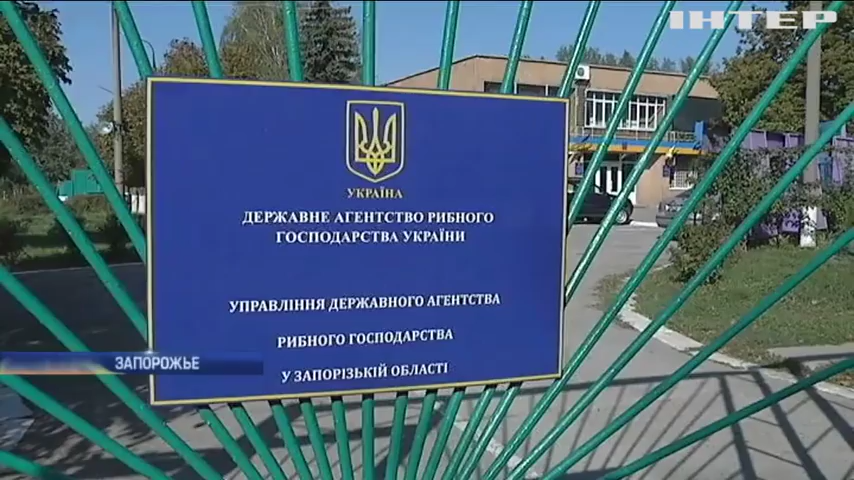 ІНТЕР
УКРАЇНА
ДЕРЖАВНЕ АГЕНТСТВО РИБНОГО
ГОСПОДАРСТВА УКРАЇНИ
УПРАВЛІННЯ ДЕРЖАВНОГО АГЕНТСТВА
РИБНОГО ГОСПОДАРСТВА
У ЗАПОРІЗЬКІЙ ОБЛАСТІ
ЗАПОРОЖЬЕ